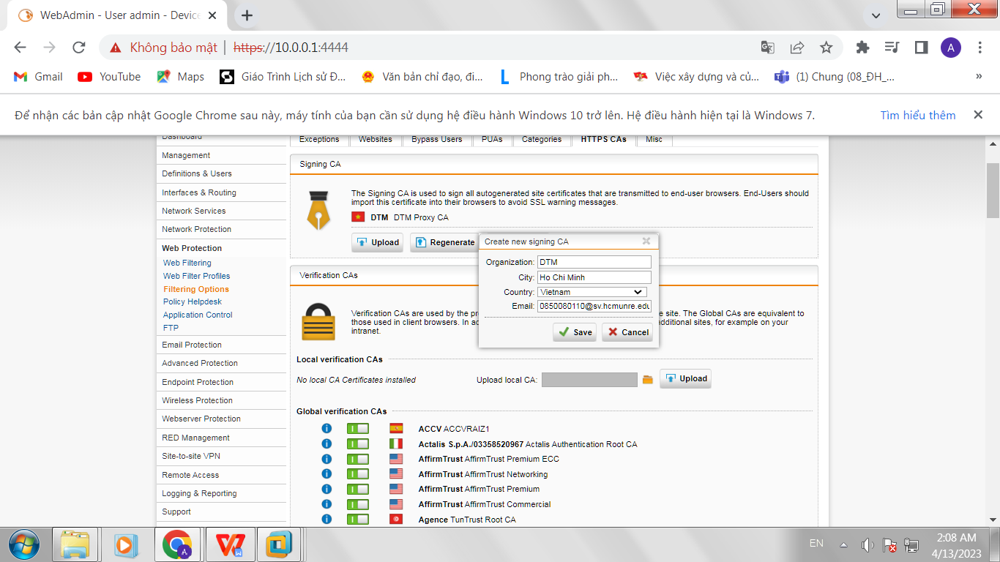 WebAdmin - User admin - Device
Không bảo mật | https://10.0.0.1:4444
A
Gmail YouTube Maps Giáo Trình Lịch sử Đ... Văn bản chỉ đạo, đi... Phong trào giải ph... Việc xây dựng và củ... (1) Chung (08_ĐH_... »
Để nhận các bản cập nhật Google Chrome sau này, máy tính của bạn cần sử dụng hệ điều hành Windows 10 trở lên. Hệ điều hành hiện tại là Windows 7. Tìm hiểu thêm
Dashboard
Management
Definitions & Users
Interfaces & Routing
Network Services
Network Protection
Web Protection
Web Filtering
Web Filter Profiles
Filtering Options
Policy Helpdesk
Application Control
FTP
Email Protection
Advanced Protection
Endpoint Protection
Wireless Protection
Webserver Protection
RED Management
Site-to-site VPN
Remote Access
Logging & Reporting
Support
Exceptions Websites Bypass Users PUAs Categories HTTPS CAs Misc
Signing CA
The Signing CA is used to sign all autogenerated site certificates that are transmitted to end-user browsers. End-Users should
import this certificate into their browsers to avoid SSL warning messages.
DTM DTM Proxy CA
Upload Regenerate
Create new signing CA
Organization: DTM
City: Ho Chi Minh
Country: Vietnam
Email: 0850080110@sv.hcmunre.edu
Save Cancel
Verification CAs
Verification CAs are used by the pr e site. The Global CAs are equivalent to
those used in client browsers. In ad additional sites, for example on your
intranet.
Local verification CAs
No local CA Certificates installed Upload local CA: Upload
Global verification CAs
ACCV ACCVRAIZ1
Actalis S.p.A./03358520967 Actalis Authentication Root CA
AffirmTrust AffirmTrust Premium ECC
AffirmTrust AffirmTrust Networking
AffirmTrust AffirmTrust Premium
AffirmTrust AffirmTrust Commercial
Agence TunTrust Root CA
EN
2:08 AM
4/13/2023